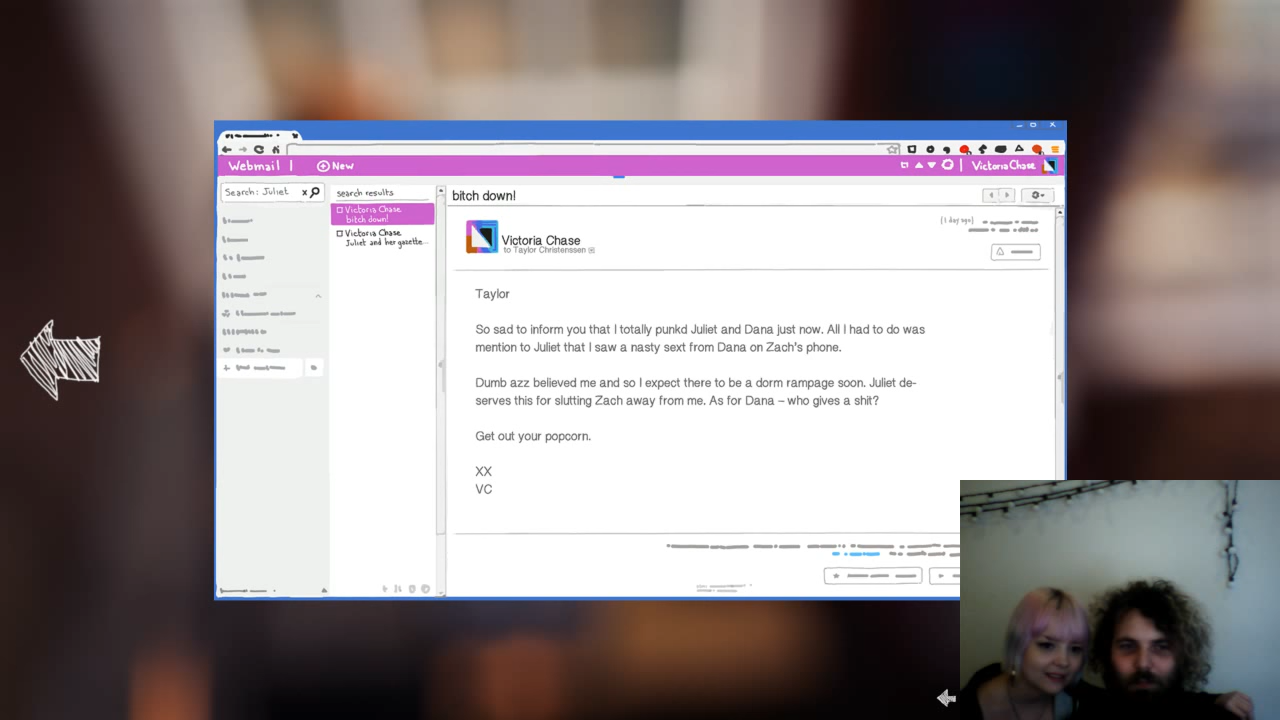 Webmail |
New
Victoria Chase
Search: Juliet x
search results
Victoria Chase
bitch down!
Victoria Chase
Juliet and her gazette...
bitch down!
Victoria Chase
to Taylor Christenssen
(1 day ago)
Taylor
So sad to inform you that I totally punkd Juliet and Dana just now. All I had to do was
mention to Juliet that I saw a nasty sext from Dana on Zach's phone.
Dumb azz believed me and so I expect there to be a dorm rampage soon. Juliet de-
serves this for slutting Zach away from me. As for Dana – who gives a shit?
Get out your popcorn.
XX
VC